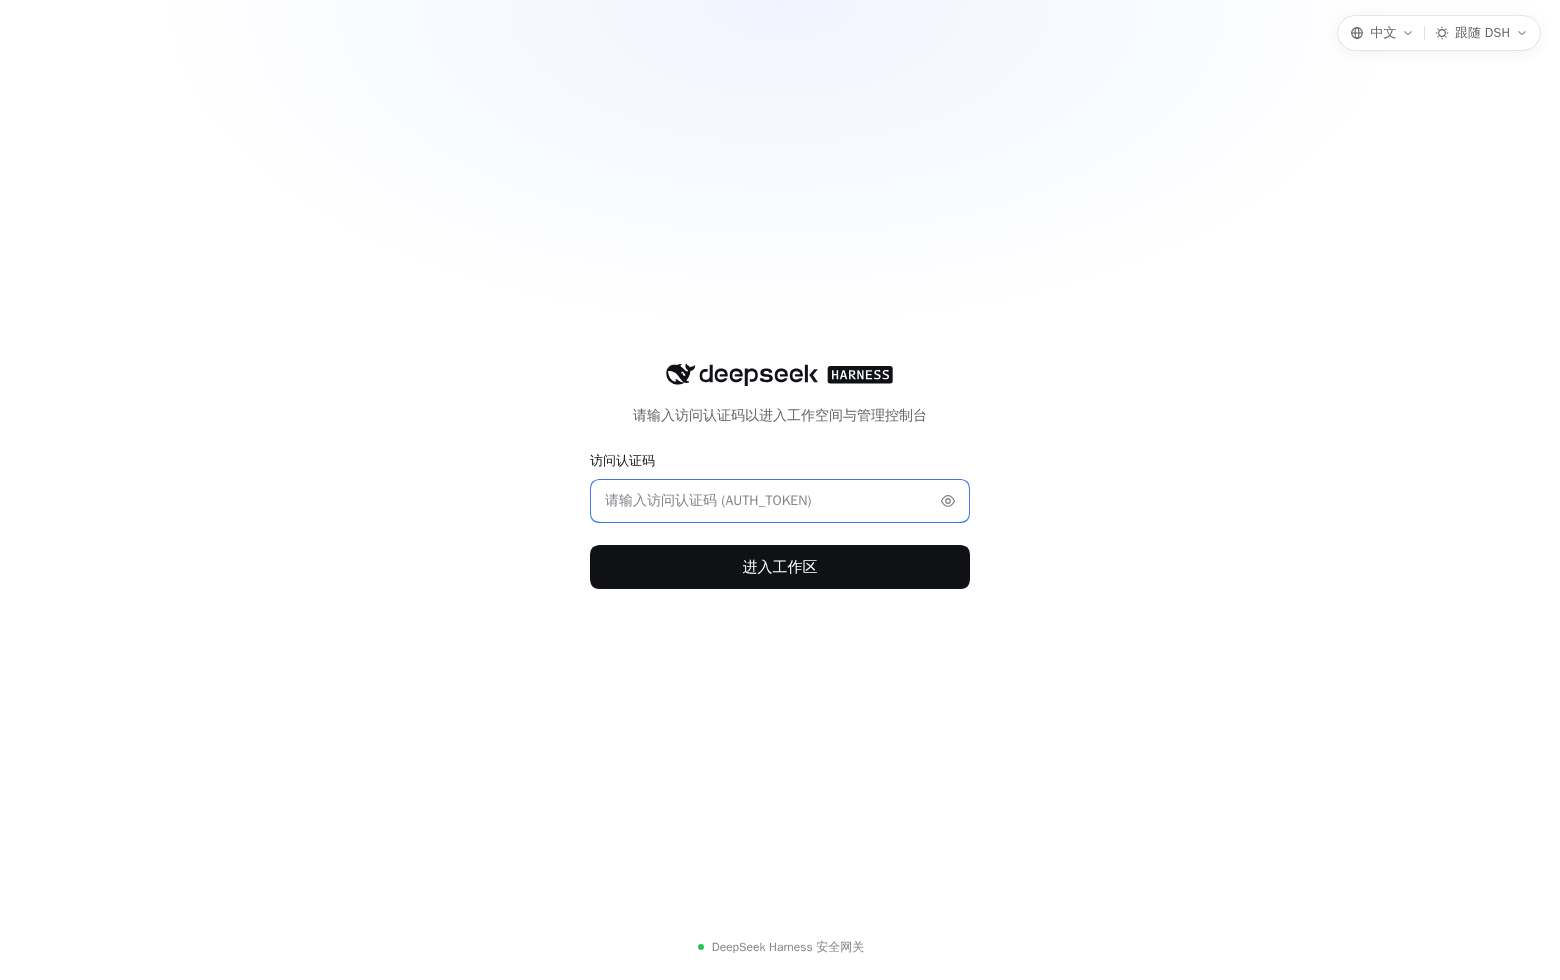 中文 跟随 DSH
deepseek HARNESS
请输入访问认证码以进入工作空间与管理控制台
访问认证码
请输入访问认证码 (AUTH_TOKEN)
进入工作区
DeepSeek Harness 安全网关